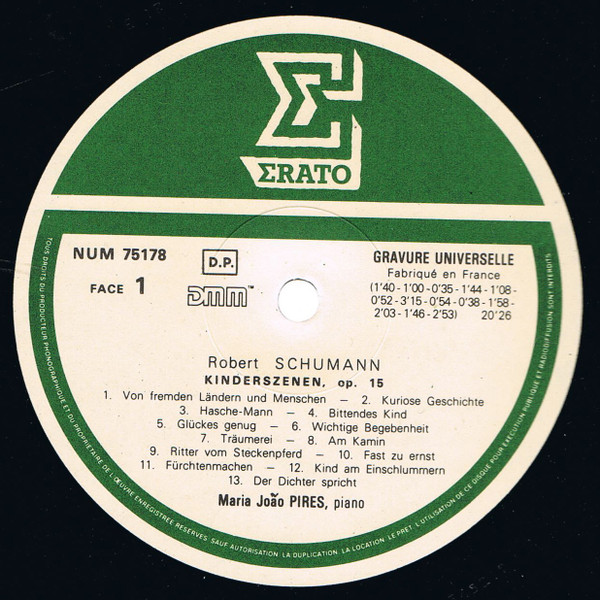 ΣRATO
NUM 75178
D.P.
GRAVURE UNIVERSELLE
Fabriqué en France
FACE 1
DMM™
(1'40-1'00-0'35-1'44-1'08-
0'52-3'15-0'54-0'38-1'58-
2'03-1'46-2'53) 20'26
Robert SCHUMANN
KINDERSZENEN, op. 15
1. Von fremden Ländern und Menschen – 2. Kuriose Geschichte
3. Hasche-Mann – 4. Bittendes Kind
5. Glückes genug – 6. Wichtige Begebenheit
7. Träumerei – 8. Am Kamin
9. Ritter vom Steckenpferd – 10. Fast zu ernst
11. Fürchtenmachen – 12. Kind am Einschlummern
13. Der Dichter spricht
Maria João PIRES, piano
TOUS DROITS DU PRODUCTEUR PHONOGRAPHIQUE ET DU PROPRIETAIRE DE L'ŒUVRE ENREGISTREE RESERVES. SAUF AUTORISATION. LA DUPLICATION, LA LOCATION, LE PRET, L'UTILISATION DE CE DISQUE POUR EXECUTION PUBLIQUE ET RADIODIFFUSION SONT INTERDITS